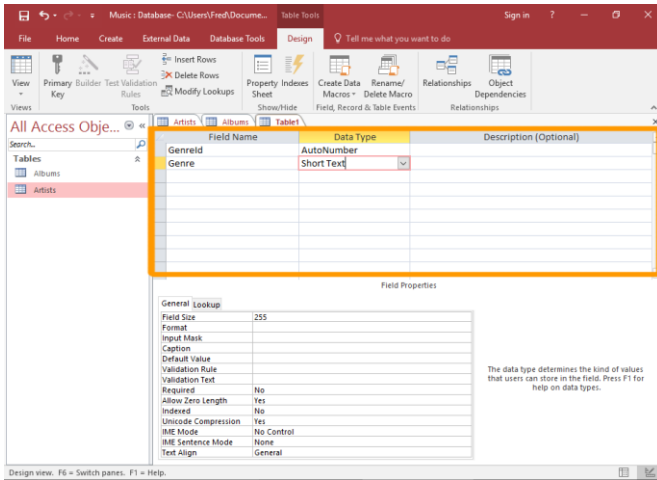 Music : Database- C:\Users\Fred\Docume... Table Tools Sign in ?
File Home Create External Data Database Tools Design Tell me what you want to do
View
Primary Key
Builder
Test Validation Rules
Insert Rows
Delete Rows
Modify Lookups
Property Sheet
Indexes
Create Data Macros
Rename/ Delete Macro
Relationships
Object Dependencies
Views Tools Show/Hide Field, Record & Table Events Relationships
All Access Obje... «
Search...
Tables
Albums
Artists
Artists Albums Table1
Field Name Data Type Description (Optional)
GenreId AutoNumber
Genre Short Text
Field Properties
General Lookup
Field Size 255
Format
Input Mask
Caption
Default Value
Validation Rule
Validation Text
Required No
Allow Zero Length Yes
Indexed No
Unicode Compression Yes
IME Mode No Control
IME Sentence Mode None
Text Align General
The data type determines the kind of values
that users can store in the field. Press F1 for
help on data types.
Design view. F6 = Switch panes. F1 = Help.